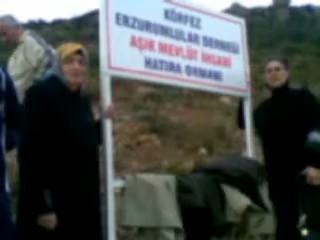 KÖRFEZ
ERZURUMLULAR DERNEĞİ
AŞIK MEVLÜT İHSANİ
HATIRA ORMANI